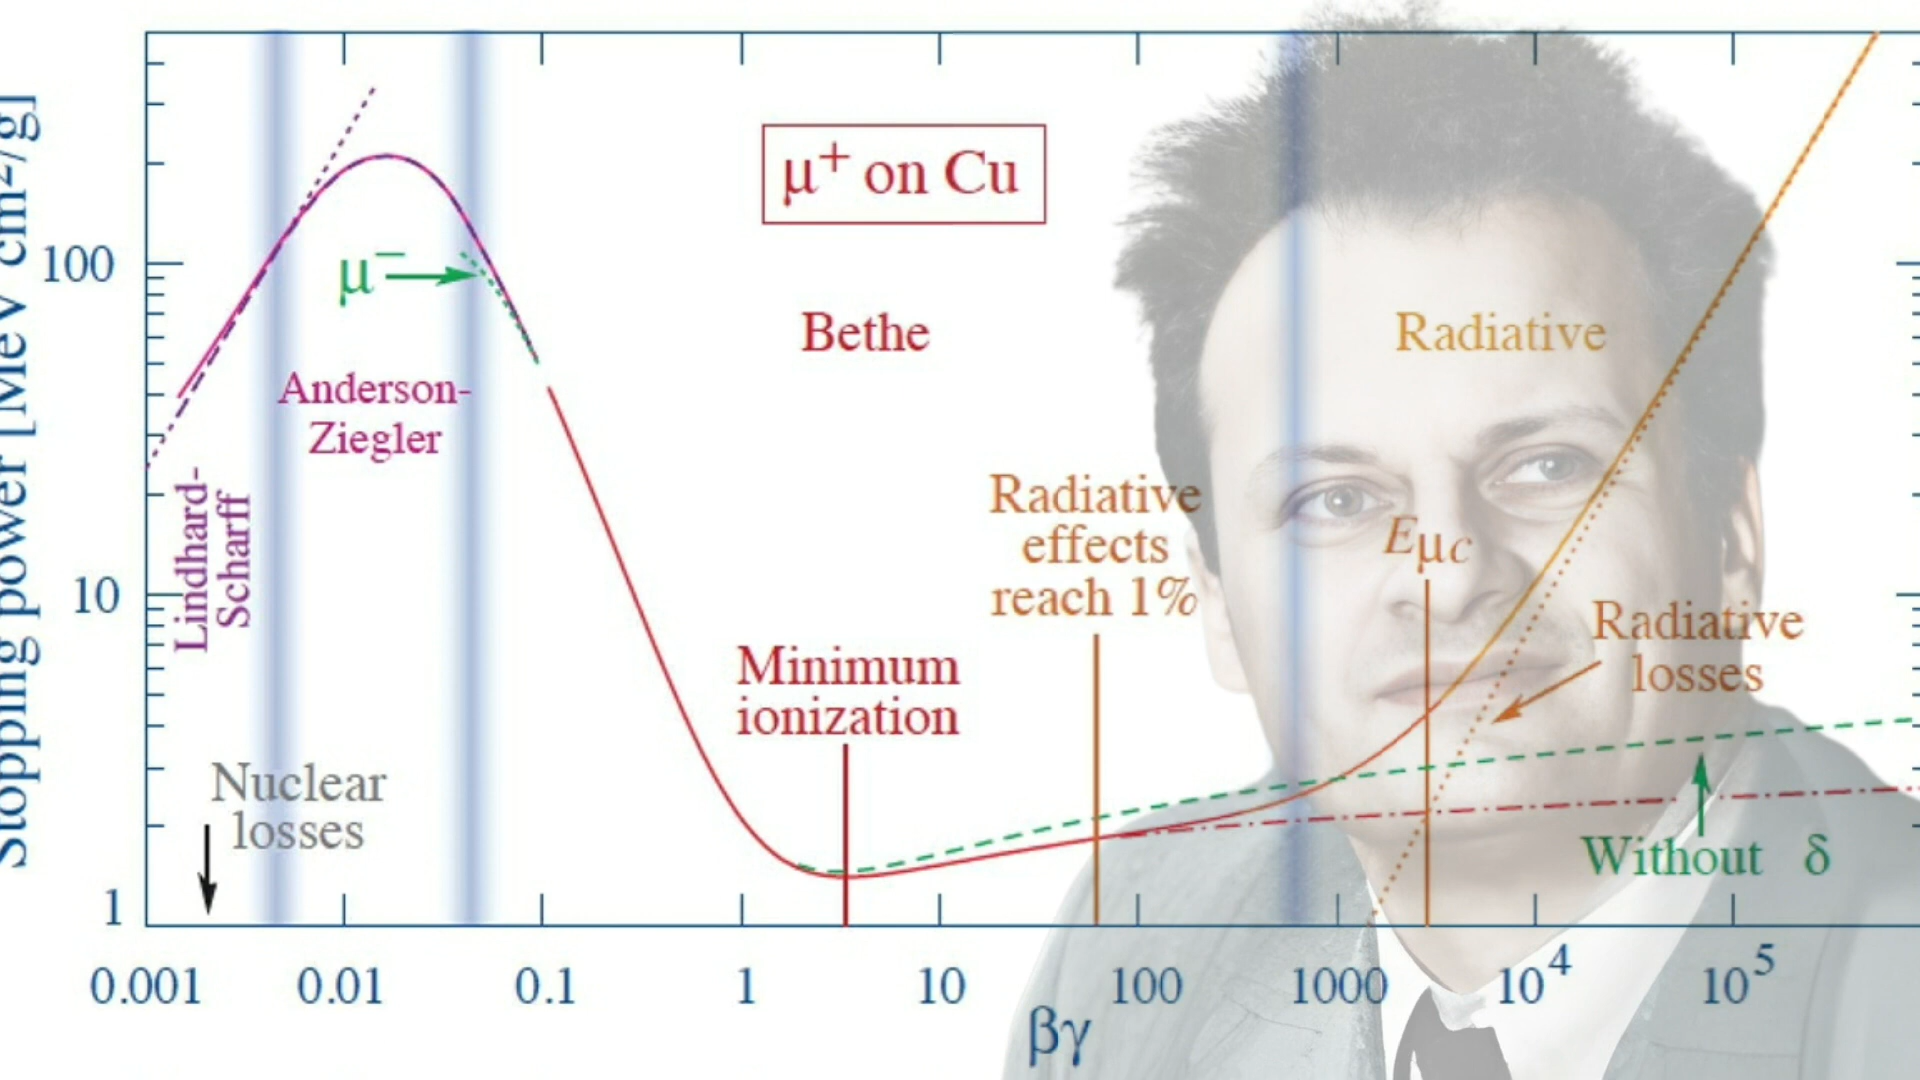 Stopping power [MeV cm²/g]
100
10
1
μ⁺ on Cu
μ⁻
Bethe
Radiative
Anderson-
Ziegler
Lindhard-
Scharff
Radiative
effects
reach 1%
Eμc
Radiative
losses
Minimum
ionization
Nuclear
losses
Without δ
0.001 0.01 0.1 1 10 100 1000 10⁴ 10⁵
βγ